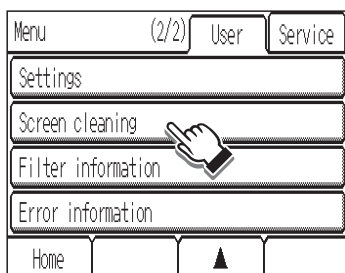 Menu (2/2) User Service
Settings
Screen cleaning
Filter information
Error information
Home ▲